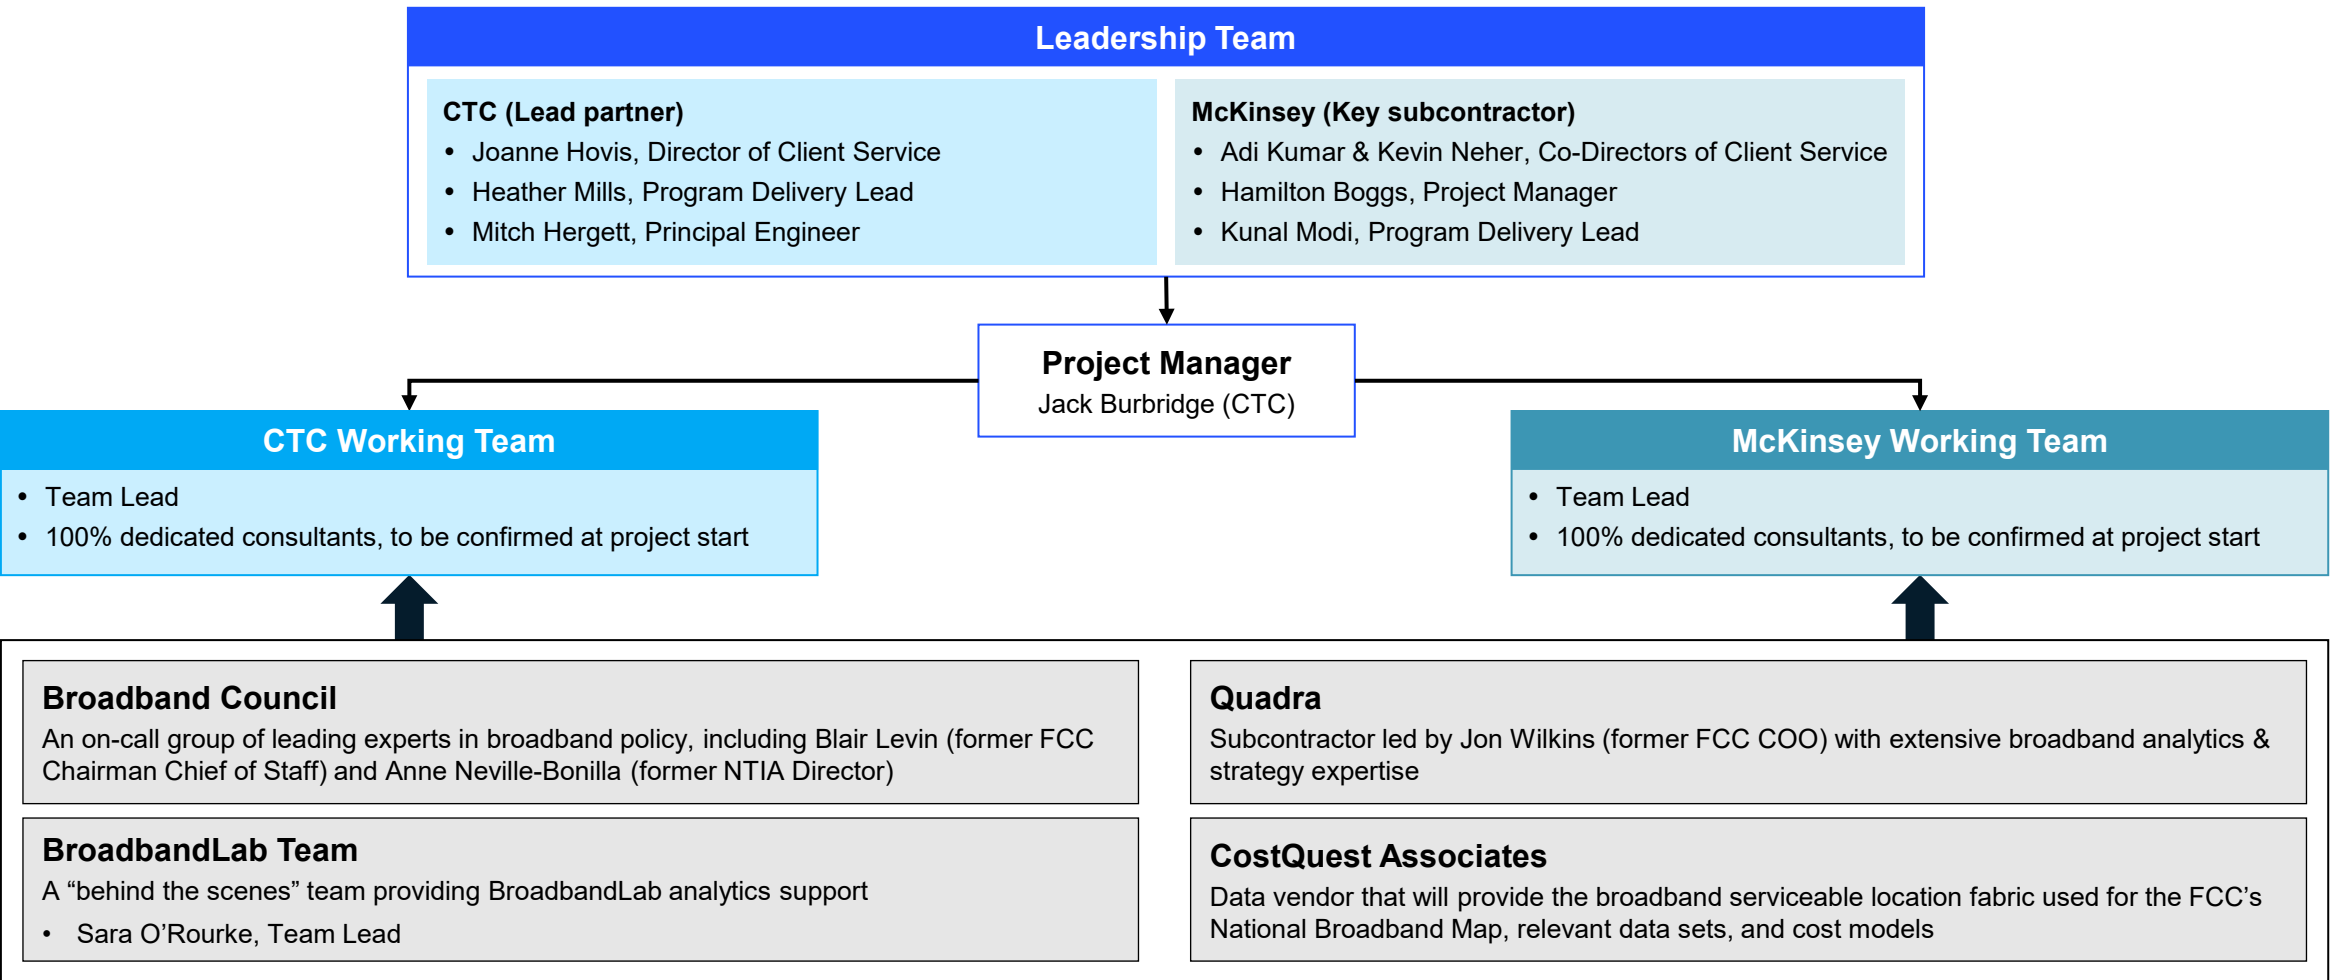 Leadership Team
CTC (Lead partner)
• Joanne Hovis, Director of Client Service
• Heather Mills, Program Delivery Lead
• Mitch Hergett, Principal Engineer
McKinsey (Key subcontractor)
• Adi Kumar & Kevin Neher, Co-Directors of Client Service
• Hamilton Boggs, Project Manager
• Kunal Modi, Program Delivery Lead
Project Manager
Jack Burbridge (CTC)
CTC Working Team
• Team Lead
• 100% dedicated consultants, to be confirmed at project start
McKinsey Working Team
• Team Lead
• 100% dedicated consultants, to be confirmed at project start
Broadband Council
An on-call group of leading experts in broadband policy, including Blair Levin (former FCC
Chairman Chief of Staff) and Anne Neville-Bonilla (former NTIA Director)
Quadra
Subcontractor led by Jon Wilkins (former FCC COO) with extensive broadband analytics &
strategy expertise
BroadbandLab Team
A “behind the scenes” team providing BroadbandLab analytics support
• Sara O’Rourke, Team Lead
CostQuest Associates
Data vendor that will provide the broadband serviceable location fabric used for the FCC’s
National Broadband Map, relevant data sets, and cost models